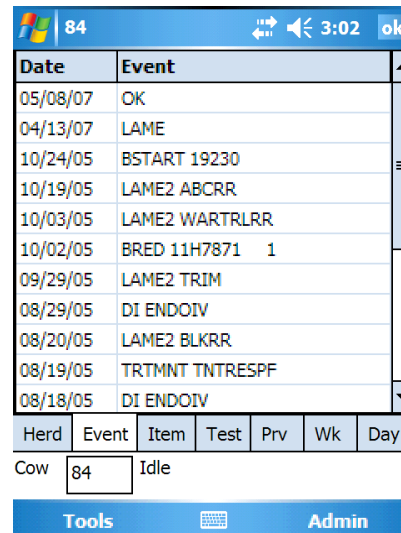 84 3:02 ok
Date Event
05/08/07 OK
04/13/07 LAME
10/24/05 BSTART 19230
10/19/05 LAME2 ABCRR
10/03/05 LAME2 WARTRLRR
10/02/05 BRED 11H7871 1
09/29/05 LAME2 TRIM
08/29/05 DI ENDOIV
08/20/05 LAME2 BLKRR
08/19/05 TRTMNT TNTRESPF
08/18/05 DI ENDOIV
Herd Event Item Test Prv Wk Day
Cow 84 Idle
Tools Admin